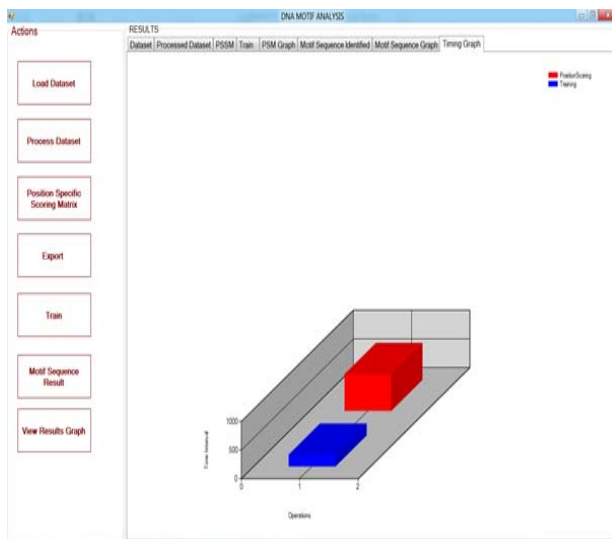 DNA MOTIF ANALYSIS
Actions
Load Dataset
Process Dataset
Position Specific
Scoring Matrix
Export
Train
Motif Sequence
Result
View Results Graph
RESULTS
Dataset Processed Dataset PSSM Train PSM Graph Motif Sequence Identified Motif Sequence Graph Timing Graph
PositionScoring
Training
1000
500
0
0 1 2
Time Interval
Operations